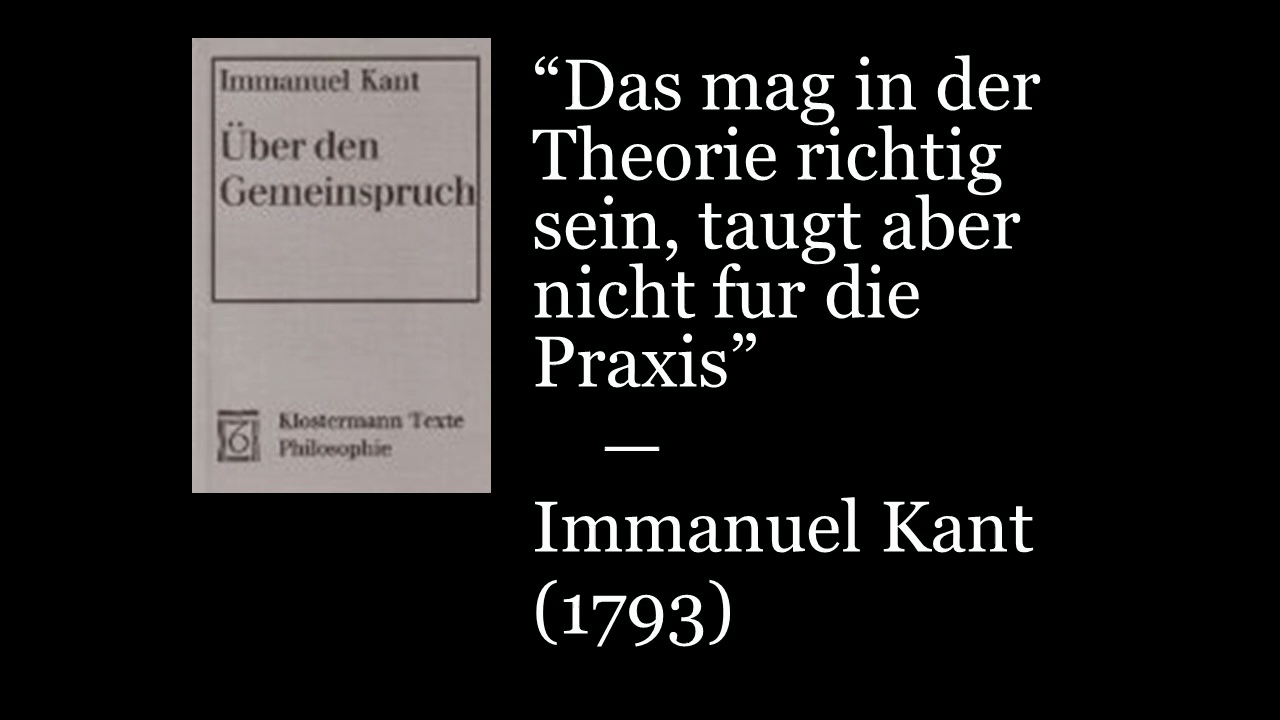 Immanuel Kant
Über den
Gemeinspruch
Klostermann Texte
Philosophie
“Das mag in der
Theorie richtig
sein, taugt aber
nicht fur die
Praxis”
—
Immanuel Kant
(1793)